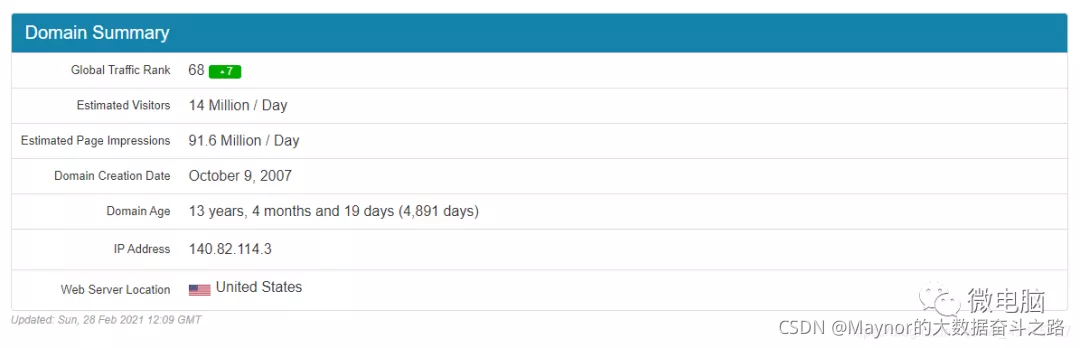 Domain Summary
Global Traffic Rank 68 7
Estimated Visitors 14 Million / Day
Estimated Page Impressions 91.6 Million / Day
Domain Creation Date October 9, 2007
Domain Age 13 years, 4 months and 19 days (4,891 days)
IP Address 140.82.114.3
Web Server Location United States
Updated: Sun, 28 Feb 2021 12:09 GMT
微电脑
CSDN @Maynor的大数据奋斗之路